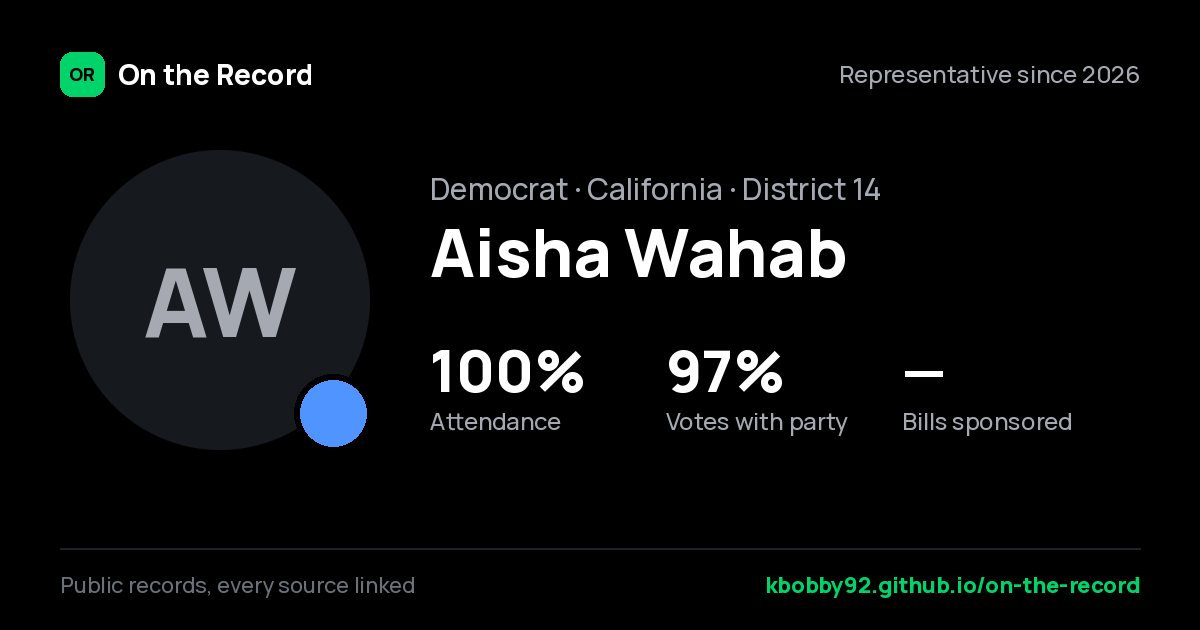 OR On the Record
Representative since 2026
Democrat · California · District 14
Aisha Wahab
AW
100% 97% —
Attendance Votes with party Bills sponsored
Public records, every source linked
kbobby92.github.io/on-the-record